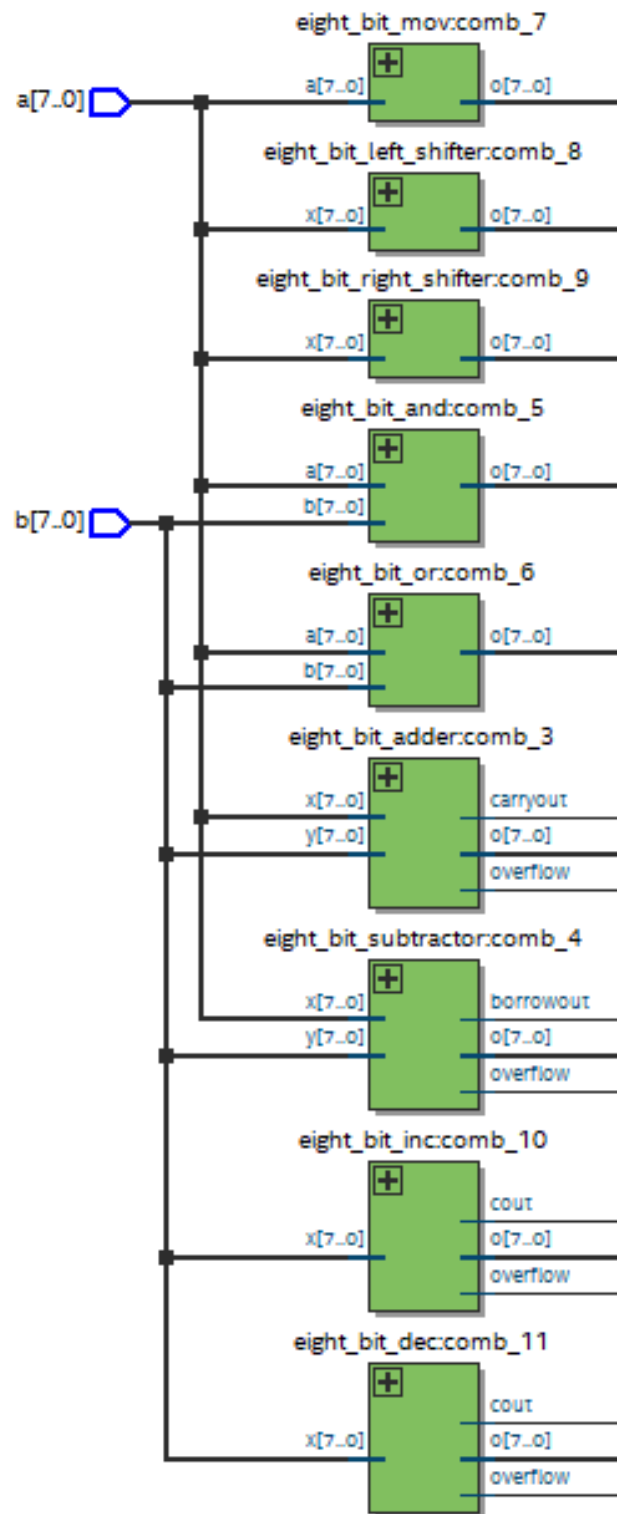 eight_bit_mov:comb_7
a[7..0]
a[7..0]
o[7..0]
eight_bit_left_shifter:comb_8
x[7..0]
o[7..0]
eight_bit_right_shifter:comb_9
x[7..0]
o[7..0]
eight_bit_and:comb_5
a[7..0]
o[7..0]
b[7..0]
b[7..0]
eight_bit_or:comb_6
a[7..0]
o[7..0]
b[7..0]
eight_bit_adder:comb_3
x[7..0]
carryout
y[7..0]
o[7..0]
overflow
eight_bit_subtractor:comb_4
x[7..0]
borrowout
y[7..0]
o[7..0]
overflow
eight_bit_inc:comb_10
cout
x[7..0]
o[7..0]
overflow
eight_bit_dec:comb_11
cout
x[7..0]
o[7..0]
overflow